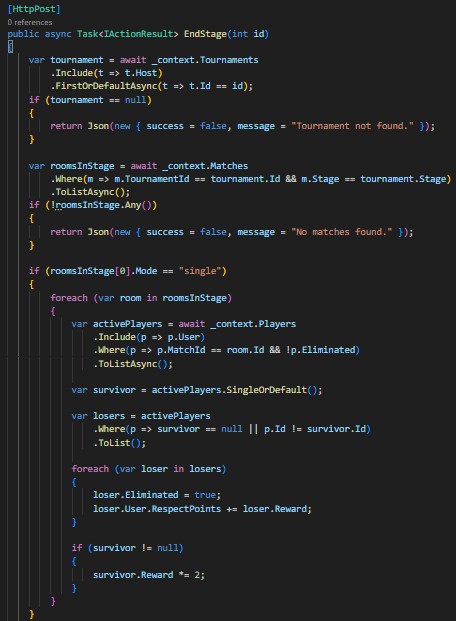 [HttpPost]
0 references
public async Task<IActionResult> EndStage(int id)
{
    var tournament = await _context.Tournaments
        .Include(t => t.Host)
        .FirstOrDefaultAsync(t => t.Id == id);
    if (tournament == null)
    {
        return Json(new { success = false, message = "Tournament not found." });
    }

    var roomsInStage = await _context.Matches
        .Where(m => m.TournamentId == tournament.Id && m.Stage == tournament.Stage)
        .ToListAsync();
    if (!roomsInStage.Any())
    {
        return Json(new { success = false, message = "No matches found." });
    }

    if (roomsInStage[0].Mode == "single")
    {
        foreach (var room in roomsInStage)
        {
            var activePlayers = await _context.Players
                .Include(p => p.User)
                .Where(p => p.MatchId == room.Id && !p.Eliminated)
                .ToListAsync();

            var survivor = activePlayers.SingleOrDefault();

            var losers = activePlayers
                .Where(p => survivor == null || p.Id != survivor.Id)
                .ToList();

            foreach (var loser in losers)
            {
                loser.Eliminated = true;
                loser.User.RespectPoints += loser.Reward;
            }

            if (survivor != null)
            {
                survivor.Reward *= 2;
            }
        }
    }